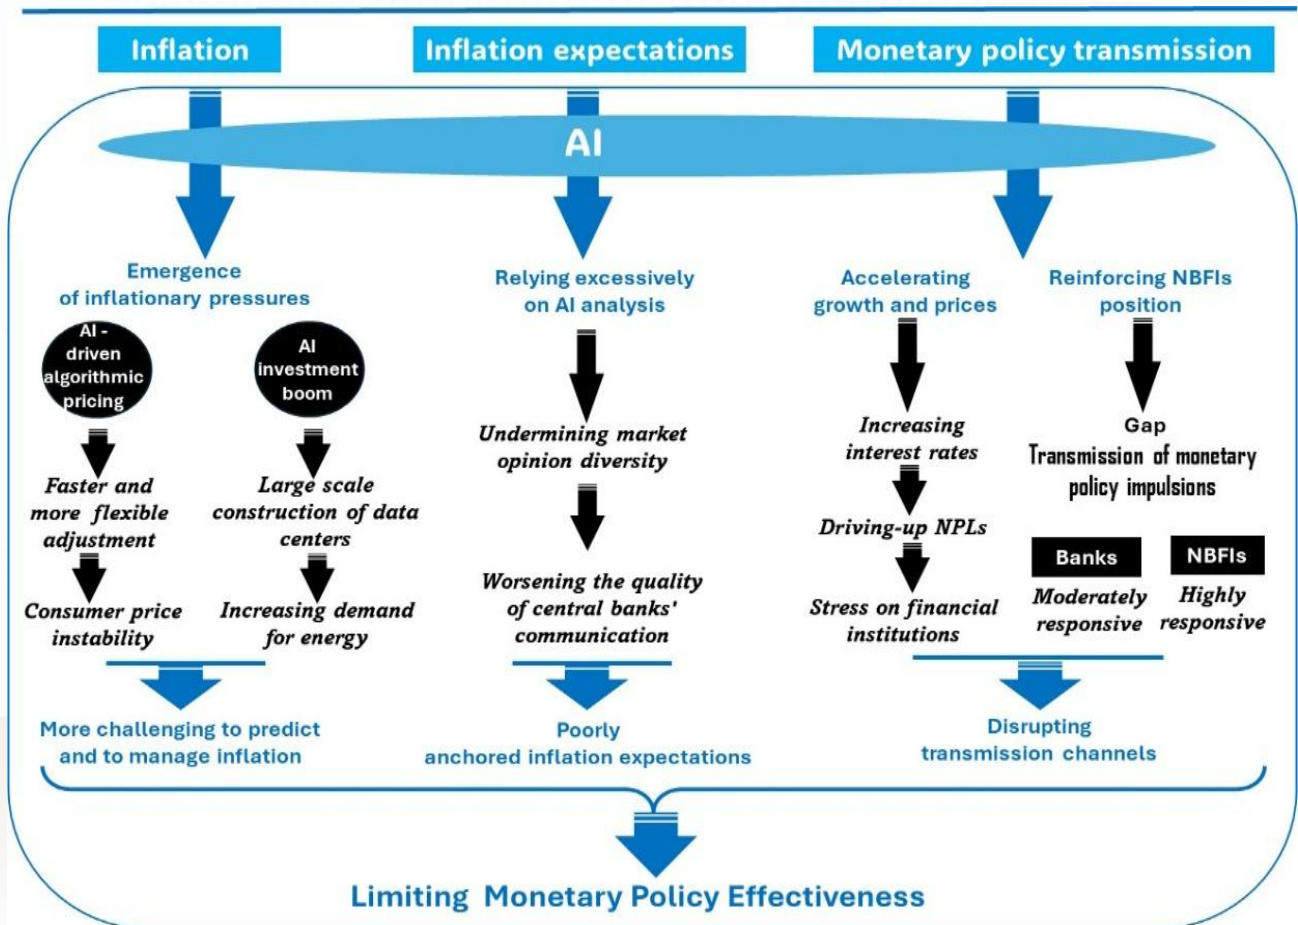 Inflation
Inflation expectations
Monetary policy transmission
AI
Emergence
of inflationary pressures
AI -
driven
algorithmic
pricing
Faster and
more flexible
adjustment
Consumer price
instability
AI
investment
boom
Large scale
construction of data
centers
Increasing demand
for energy
More challenging to predict
and to manage inflation
Relying excessively
on AI analysis
Undermining market
opinion diversity
Worsening the quality
of central banks'
communication
Poorly
anchored inflation expectations
Accelerating
growth and prices
Increasing
interest rates
Driving-up NPLs
Stress on financial
institutions
Reinforcing NBFIs
position
Gap
Transmission of monetary
policy impulsions
Banks
Moderately
responsive
NBFIs
Highly
responsive
Disrupting
transmission channels
Limiting Monetary Policy Effectiveness